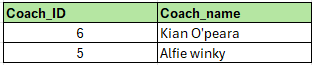 Coach_ID Coach_name
6 Kian O'peara
5 Alfie winky